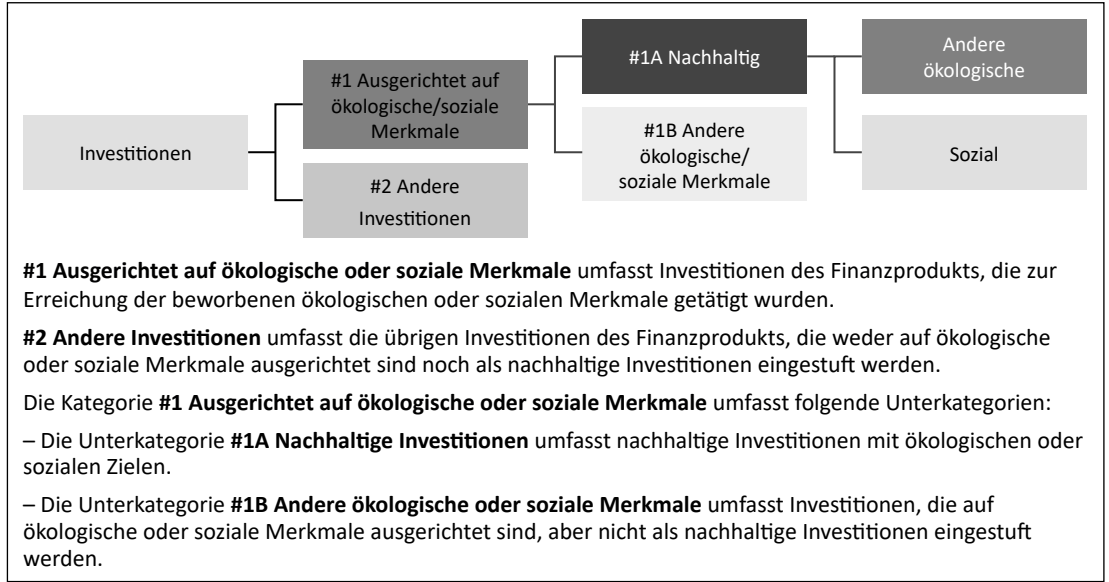 Investitionen
#1 Ausgerichtet auf
ökologische/soziale
Merkmale
#2 Andere
Investitionen
#1A Nachhaltig
#1B Andere
ökologische/
soziale Merkmale
Andere
ökologische
Sozial
#1 Ausgerichtet auf ökologische oder soziale Merkmale umfasst Investitionen des Finanzprodukts, die zur
Erreichung der beworbenen ökologischen oder sozialen Merkmale getätigt wurden.
#2 Andere Investitionen umfasst die übrigen Investitionen des Finanzprodukts, die weder auf ökologische
oder soziale Merkmale ausgerichtet sind noch als nachhaltige Investitionen eingestuft werden.
Die Kategorie #1 Ausgerichtet auf ökologische oder soziale Merkmale umfasst folgende Unterkategorien:
– Die Unterkategorie #1A Nachhaltige Investitionen umfasst nachhaltige Investitionen mit ökologischen oder
sozialen Zielen.
– Die Unterkategorie #1B Andere ökologische oder soziale Merkmale umfasst Investitionen, die auf
ökologische oder soziale Merkmale ausgerichtet sind, aber nicht als nachhaltige Investitionen eingestuft
werden.